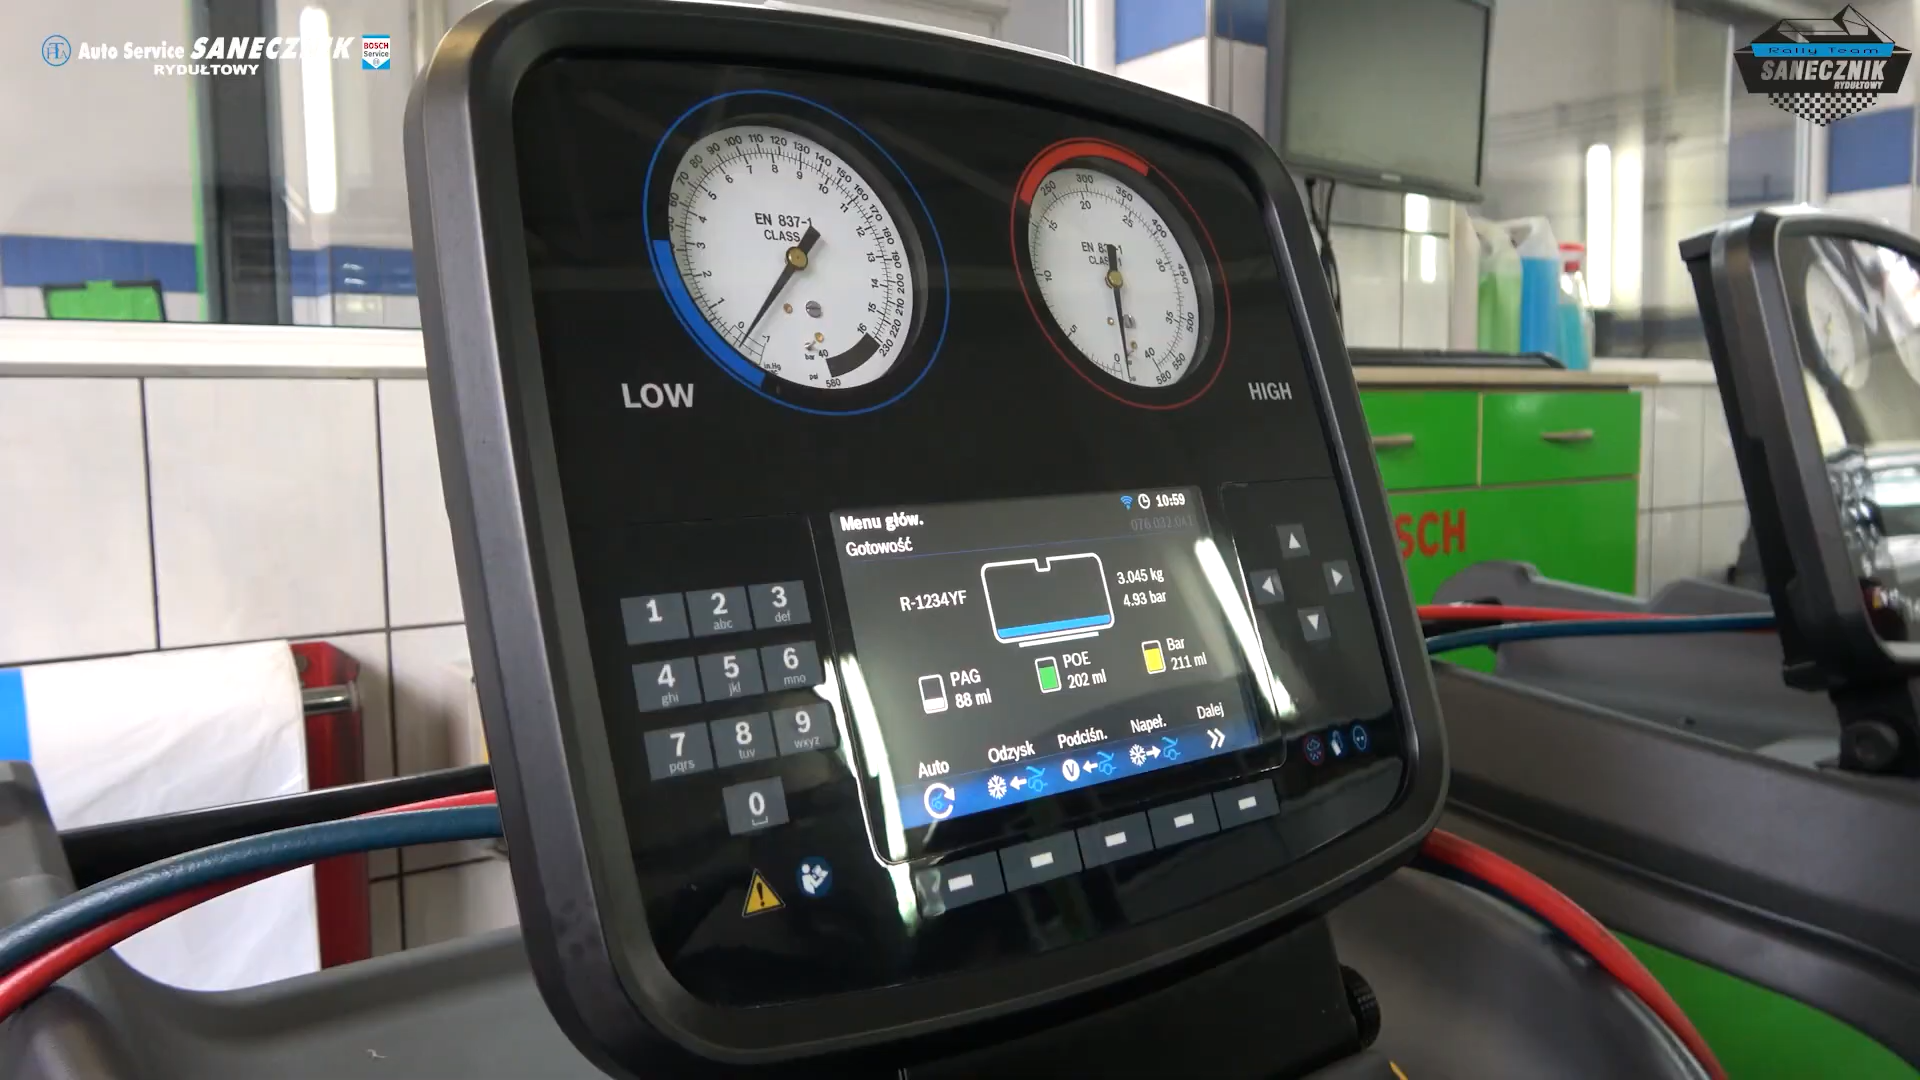 Auto Service SANECZNIK
RYDUŁTOWY
BOSCH
Service
Rally Team
SANECZNIK
RYDUŁTOWY
EN 837-1
CLASS
bar
psi
LOW
HIGH
10:59
Menu głów.
Gotowość
R-1234YF
3.045 kg
4.93 bar
PAG
88 ml
POE
202 ml
Bar
211 ml
Auto
Odzysk
Podciśn.
Napeł.
Dalej
V
1
2 abc
3 def
4 ghi
5 jkl
6 mno
7 pqrs
8 tuv
9 wxyz
0
SCH